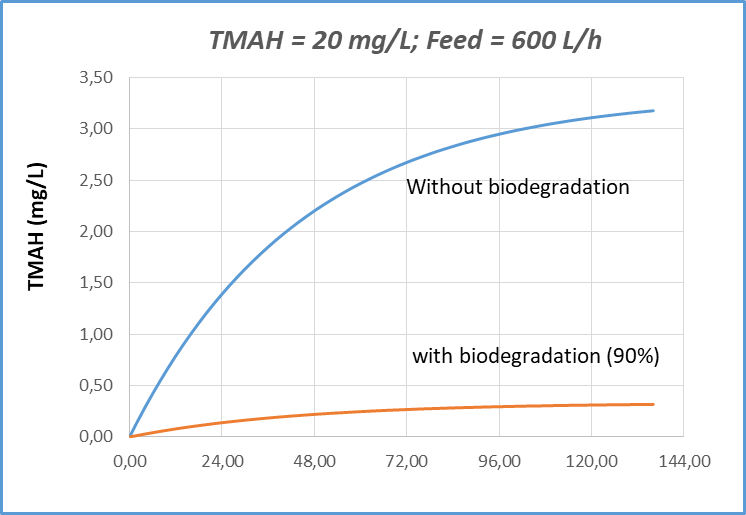 TMAH = 20 mg/L; Feed = 600 L/h
3,50
3,00
2,50
2,00
1,50
1,00
0,50
0,00
TMAH (mg/L)
Without biodegradation
with biodegradation (90%)
0,00 24,00 48,00 72,00 96,00 120,00 144,00